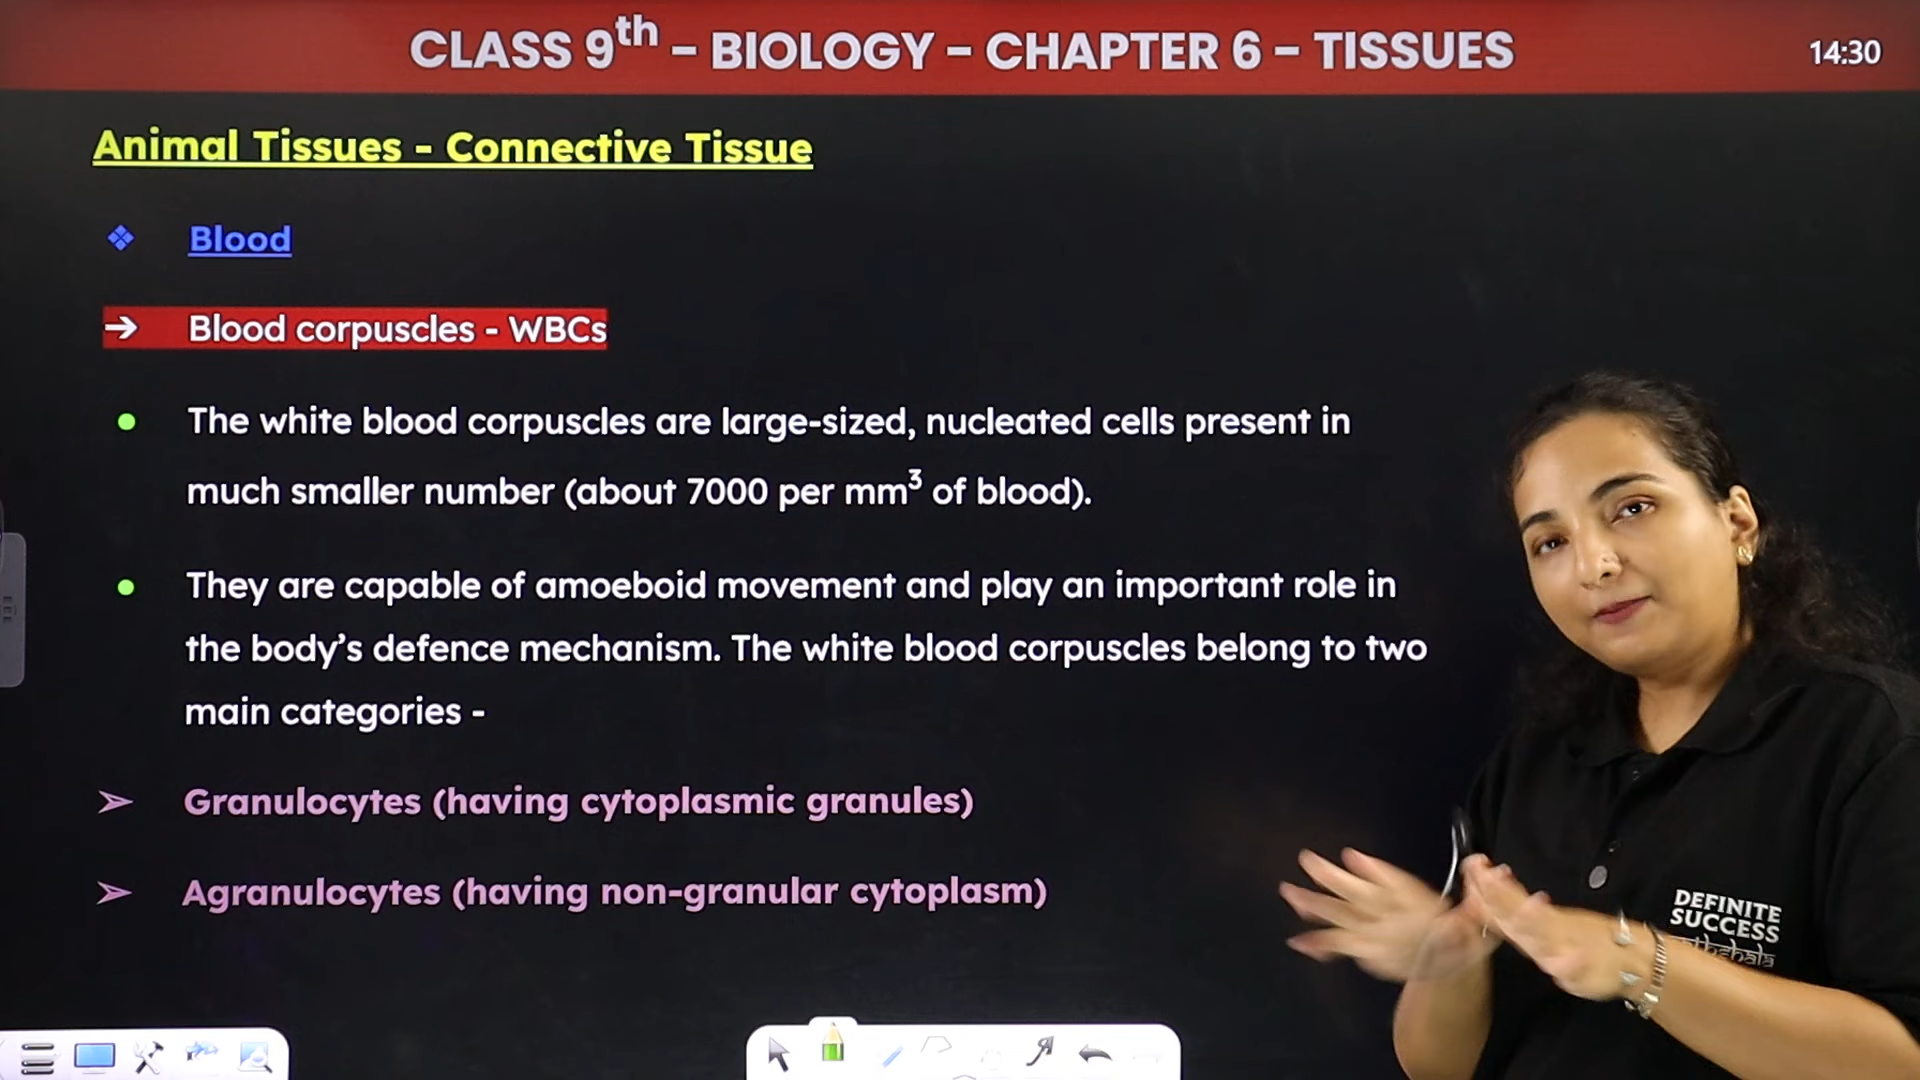 CLASS 9th – BIOLOGY – CHAPTER 6 – TISSUES
14:30
Animal Tissues - Connective Tissue
❖ Blood
→ Blood corpuscles - WBCs
• The white blood corpuscles are large-sized, nucleated cells present in
much smaller number (about 7000 per mm³ of blood).
• They are capable of amoeboid movement and play an important role in
the body’s defence mechanism. The white blood corpuscles belong to two
main categories -
➢ Granulocytes (having cytoplasmic granules)
➢ Agranulocytes (having non-granular cytoplasm)
DEFINITE
SUCCESS